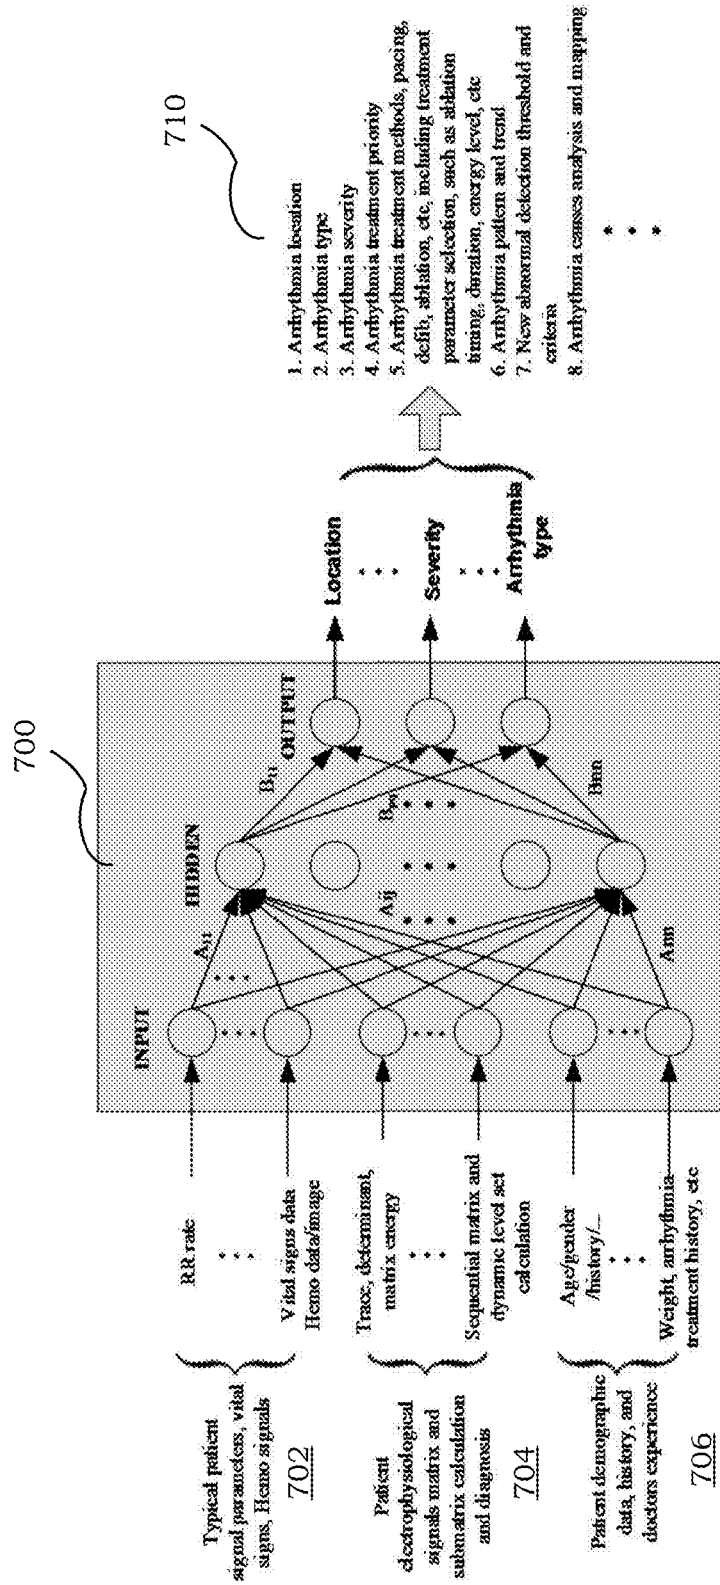 700
710
Typical patient
signal parameters, vital
signs, Hemo signals
702
Patient
electrophysiological
signals matrix and
submatrix calculation
and diagnosis
704
Patient demographic
data, history, and
doctors experience
706
RR rate
Vital signs data
Hemo data/image
Trace, determinant,
matrix energy
Sequential matrix and
dynamic level set
calculation
Age/gender
/history/...
Weight, arrhythmia
treatment history, etc
INPUT
HIDDEN
OUTPUT
A11
Aij
Ann
B11
Bpq
Bnn
Location
Severity
Arrhythmia
type
1. Arrhythmia location
2. Arrhythmia type
3. Arrhythmia severity
4. Arrhythmia treatment priority
5. Arrhythmia treatment methods, pacing,
defib, ablation, etc, including treatment
parameter selection, such as ablation
timing, duration, energy level, etc
6. Arrhythmia pattern and trend
7. New abnormal detection threshold and
criteria
8. Arrhythmia causes analysis and mapping